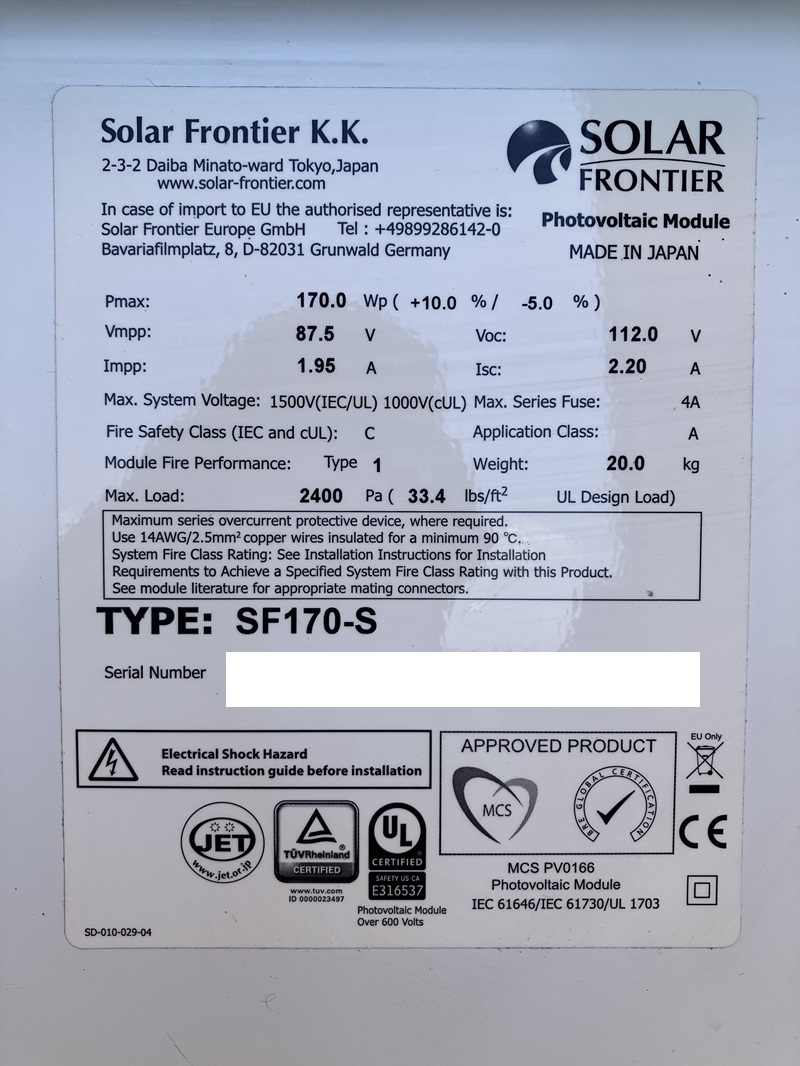 Solar Frontier K.K.
2-3-2 Daiba Minato-ward Tokyo,Japan
www.solar-frontier.com
SOLAR
FRONTIER
In case of import to EU the authorised representative is:
Solar Frontier Europe GmbH Tel : +49899286142-0
Bavariafilmplatz, 8, D-82031 Grunwald Germany
Photovoltaic Module
MADE IN JAPAN
Pmax: 170.0 Wp ( +10.0 % / -5.0 % )
Vmpp: 87.5 V Voc: 112.0 V
Impp: 1.95 A Isc: 2.20 A
Max. System Voltage: 1500V(IEC/UL) 1000V(cUL) Max. Series Fuse: 4A
Fire Safety Class (IEC and cUL): C Application Class: A
Module Fire Performance: Type 1 Weight: 20.0 kg
Max. Load: 2400 Pa ( 33.4 lbs/ft² UL Design Load)
Maximum series overcurrent protective device, where required.
Use 14AWG/2.5mm² copper wires insulated for a minimum 90 °C.
System Fire Class Rating: See Installation Instructions for Installation
Requirements to Achieve a Specified System Fire Class Rating with this Product.
See module literature for appropriate mating connectors.
TYPE: SF170-S
Serial Number
Electrical Shock Hazard
Read instruction guide before installation
APPROVED PRODUCT
MCS
BRE GLOBAL CERTIFICATION
EU Only
CE
JET
www.jet.or.jp
TÜVRheinland®
CERTIFIED
www.tuv.com
ID 0000023497
UL
CERTIFIED
SAFETY US-CA
E316537
Photovoltaic Module
Over 600 Volts
MCS PV0166
Photovoltaic Module
IEC 61646/IEC 61730/UL 1703
SD-010-029-04